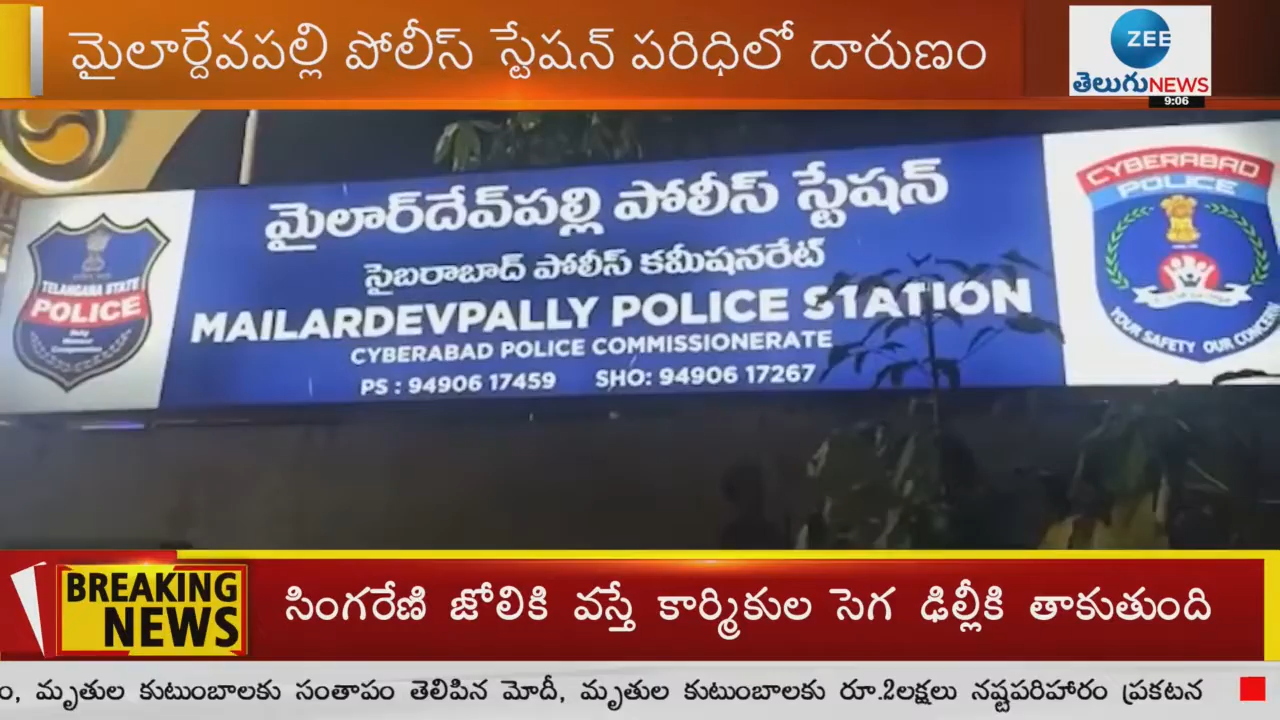 మైలార్దేవపల్లి పోలీస్ స్టేషన్ పరిధిలో దారుణం
ZEE
తెలుగు NEWS
9:06
మైలార్‌దేవ్‌పల్లి పోలీస్ స్టేషన్
సైబరాబాద్ పోలీస్ కమీషనరేట్
MAILARDEVPALLY POLICE STATION
CYBERABAD POLICE COMMISSIONERATE
PS : 94906 17459 SHO: 94906 17267
TELANGANA STATE
POLICE
CYBERABAD
POLICE
YOUR SAFETY OUR CONCERN
BREAKING
NEWS
సింగరేణి జోలికి వస్తే కార్మికుల సెగ ఢిల్లీకి తాకుతుంది
మృతుల కుటుంబాలకు సంతాపం తెలిపిన మోదీ, మృతుల కుటుంబాలకు రూ.2లక్షలు నష్టపరిహారం ప్రకటన